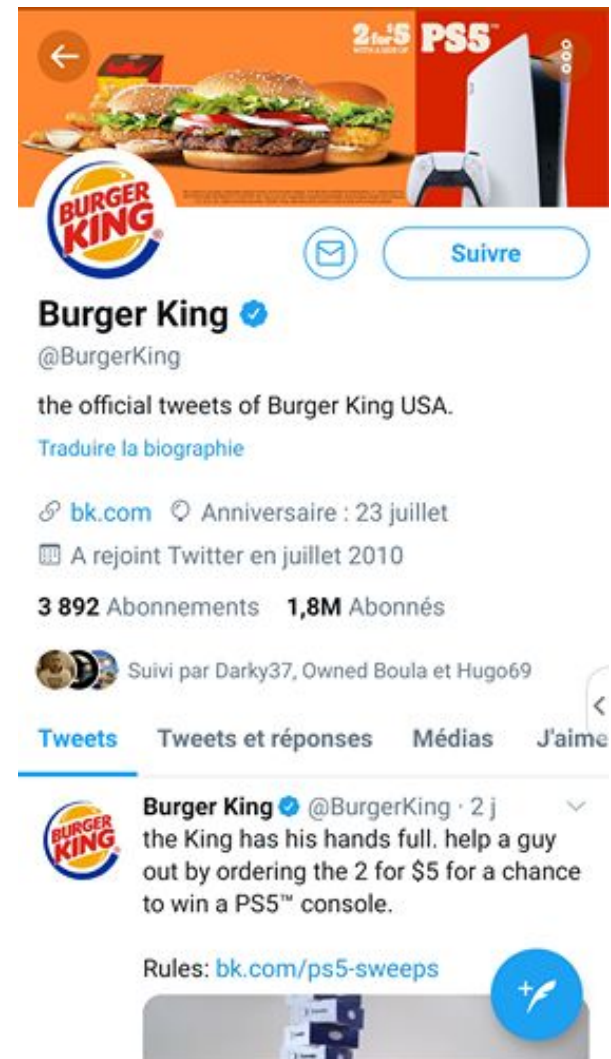 2 for $5 PS5™
BURGER
KING®
Suivre
Burger King
@BurgerKing
the official tweets of Burger King USA.
Traduire la biographie
bk.com Anniversaire : 23 juillet
A rejoint Twitter en juillet 2010
3 892 Abonnements 1,8M Abonnés
Suivi par Darky37, Owned Boula et Hugo69
Tweets Tweets et réponses Médias J'aime
BURGER
KING
Burger King @BurgerKing · 2 j
the King has his hands full. help a guy
out by ordering the 2 for $5 for a chance
to win a PS5™ console.
Rules: bk.com/ps5-sweeps